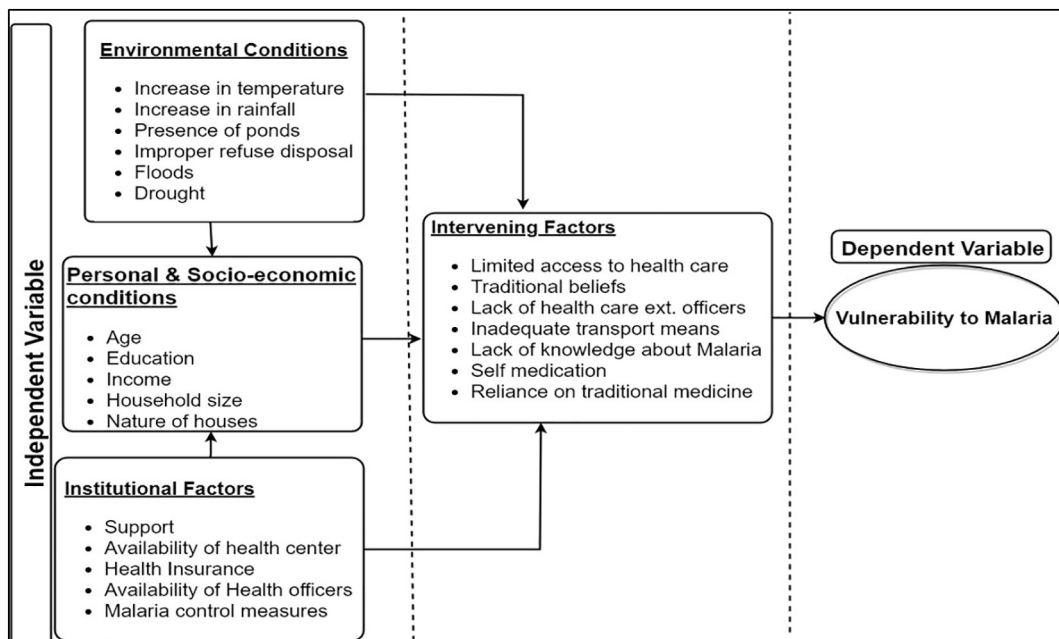 Independent Variable
Environmental Conditions
• Increase in temperature
• Increase in rainfall
• Presence of ponds
• Improper refuse disposal
• Floods
• Drought
Personal & Socio-economic
conditions
• Age
• Education
• Income
• Household size
• Nature of houses
Institutional Factors
• Support
• Availability of health center
• Health Insurance
• Availability of Health officers
• Malaria control measures
Intervening Factors
• Limited access to health care
• Traditional beliefs
• Lack of health care ext. officers
• Inadequate transport means
• Lack of knowledge about Malaria
• Self medication
• Reliance on traditional medicine
Dependent Variable
Vulnerability to Malaria